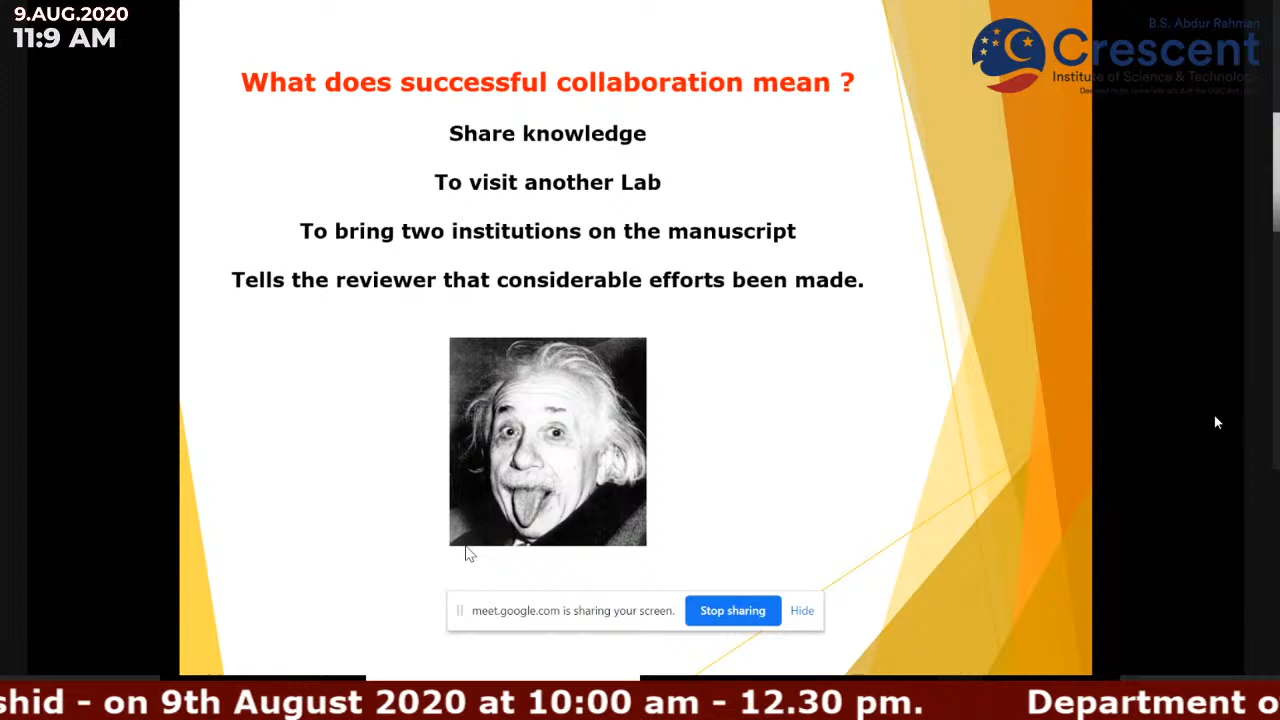 9.AUG.2020
11:9 AM
B.S. Abdur Rahman
Crescent
Institute of Science & Technology
What does successful collaboration mean ?
Share knowledge
To visit another Lab
To bring two institutions on the manuscript
Tells the reviewer that considerable efforts been made.
meet.google.com is sharing your screen.
Stop sharing
Hide
shid - on 9th August 2020 at 10:00 am - 12.30 pm.
Department o